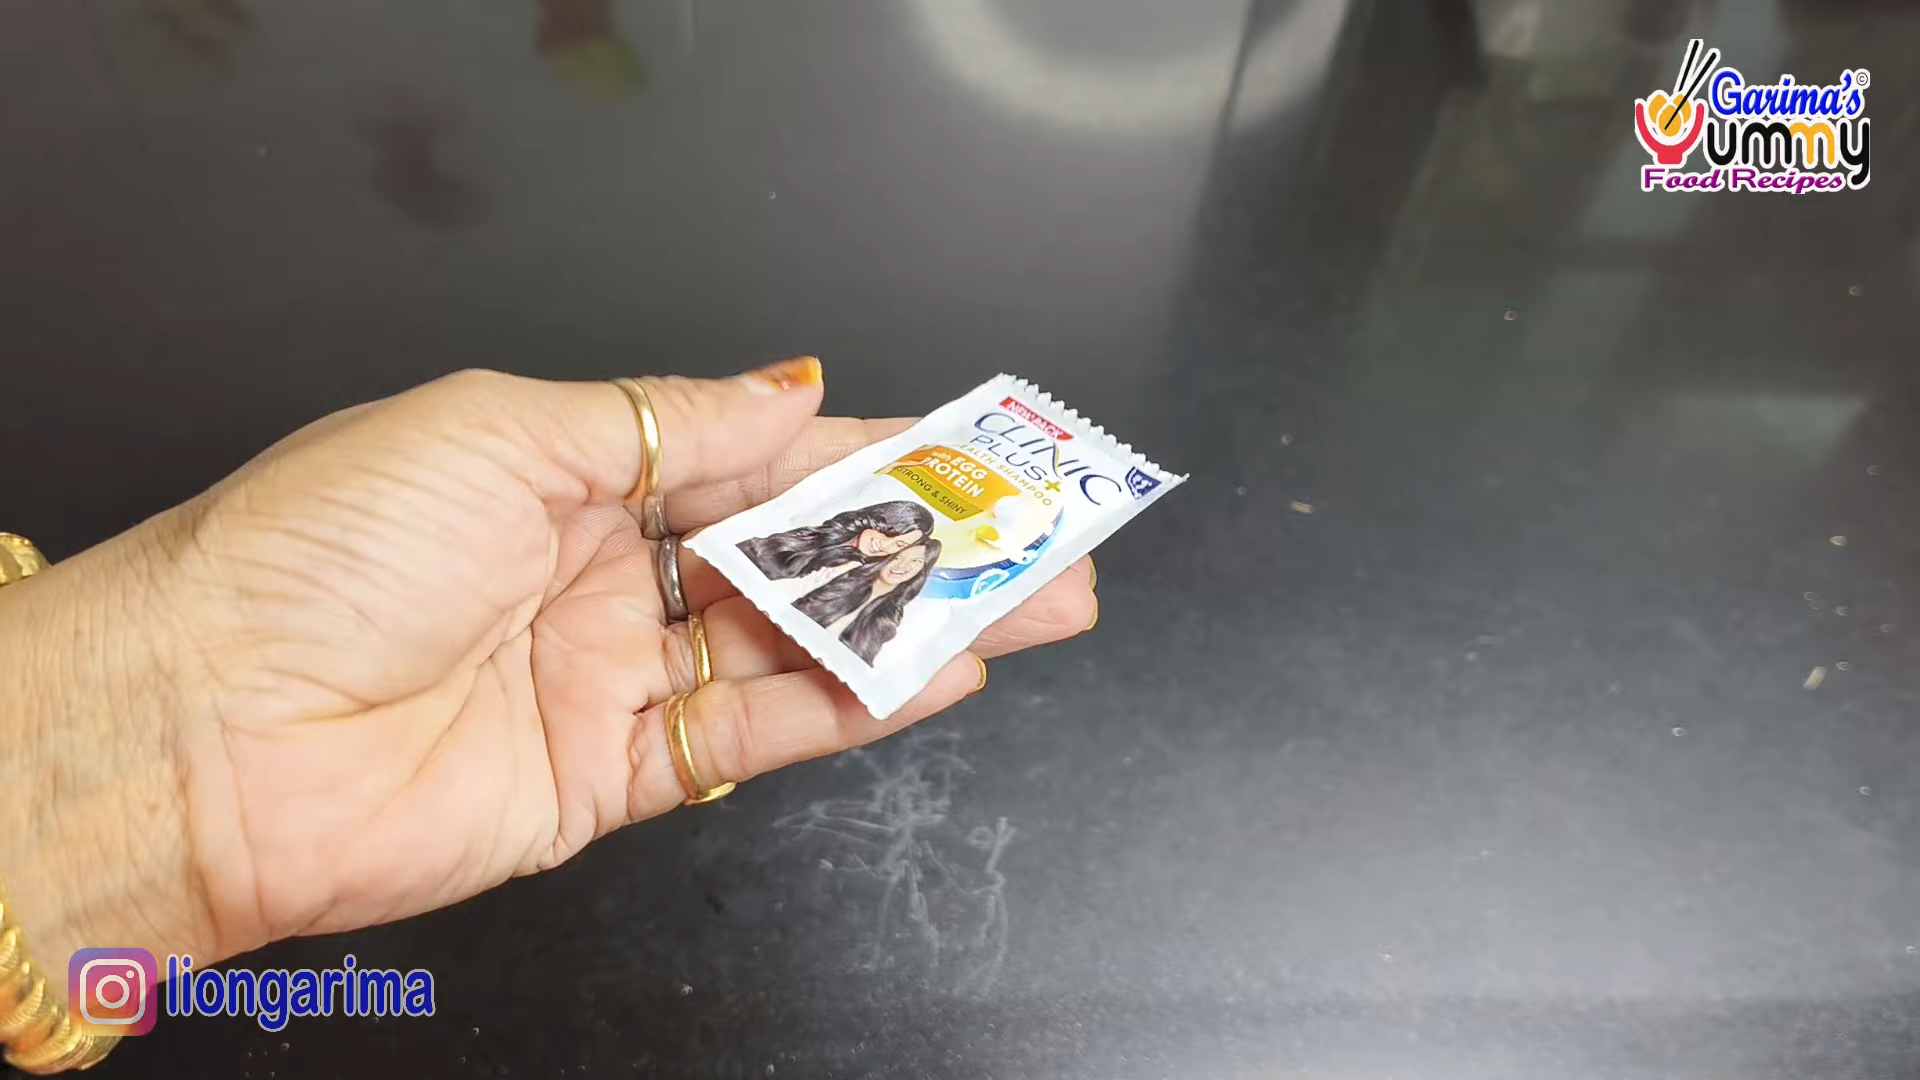 Garima's
Yummy
Food Recipes
NEW PACK
CLINIC
PLUS+
HEALTH SHAMPOO
with EGG
PROTEIN
STRONG & SHINY
liongarima